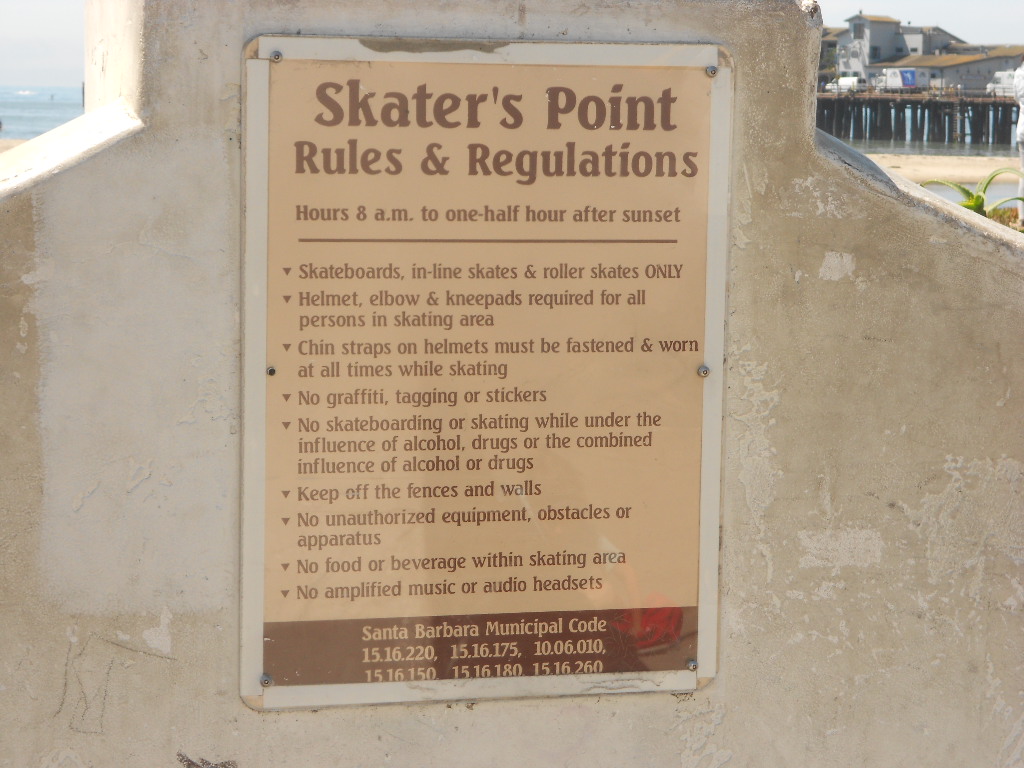 Skater's Point
Rules & Regulations
Hours 8 a.m. to one-half hour after sunset
▼ Skateboards, in-line skates & roller skates ONLY
▼ Helmet, elbow & kneepads required for all
persons in skating area
▼ Chin straps on helmets must be fastened & worn
at all times while skating
▼ No graffiti, tagging or stickers
▼ No skateboarding or skating while under the
influence of alcohol, drugs or the combined
influence of alcohol or drugs
▼ Keep off the fences and walls
▼ No unauthorized equipment, obstacles or
apparatus
▼ No food or beverage within skating area
▼ No amplified music or audio headsets
Santa Barbara Municipal Code
15.16.220, 15.16.175, 10.06.010,
15.16.150, 15.16.180, 15.16.260